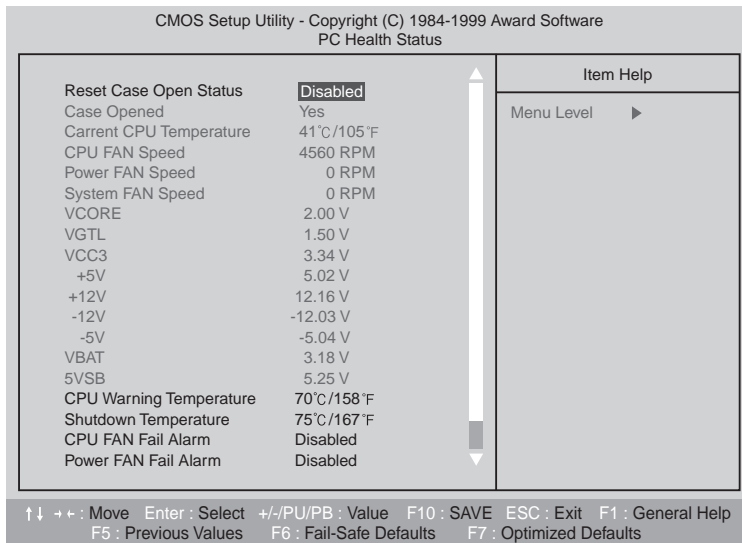 CMOS Setup Utility - Copyright (C) 1984-1999 Award Software
PC Health Status
Reset Case Open Status Disabled
Case Opened Yes
Carrent CPU Temperature 41°C/105°F
CPU FAN Speed 4560 RPM
Power FAN Speed 0 RPM
System FAN Speed 0 RPM
VCORE 2.00 V
VGTL 1.50 V
VCC3 3.34 V
+5V 5.02 V
+12V 12.16 V
-12V -12.03 V
-5V -5.04 V
VBAT 3.18 V
5VSB 5.25 V
CPU Warning Temperature 70°C/158°F
Shutdown Temperature 75°C/167°F
CPU FAN Fail Alarm Disabled
Power FAN Fail Alarm Disabled
Item Help
Menu Level ▶
↑↓ →← : Move Enter : Select +/-/PU/PB : Value F10 : SAVE ESC : Exit F1 : General Help
F5 : Previous Values F6 : Fail-Safe Defaults F7 : Optimized Defaults